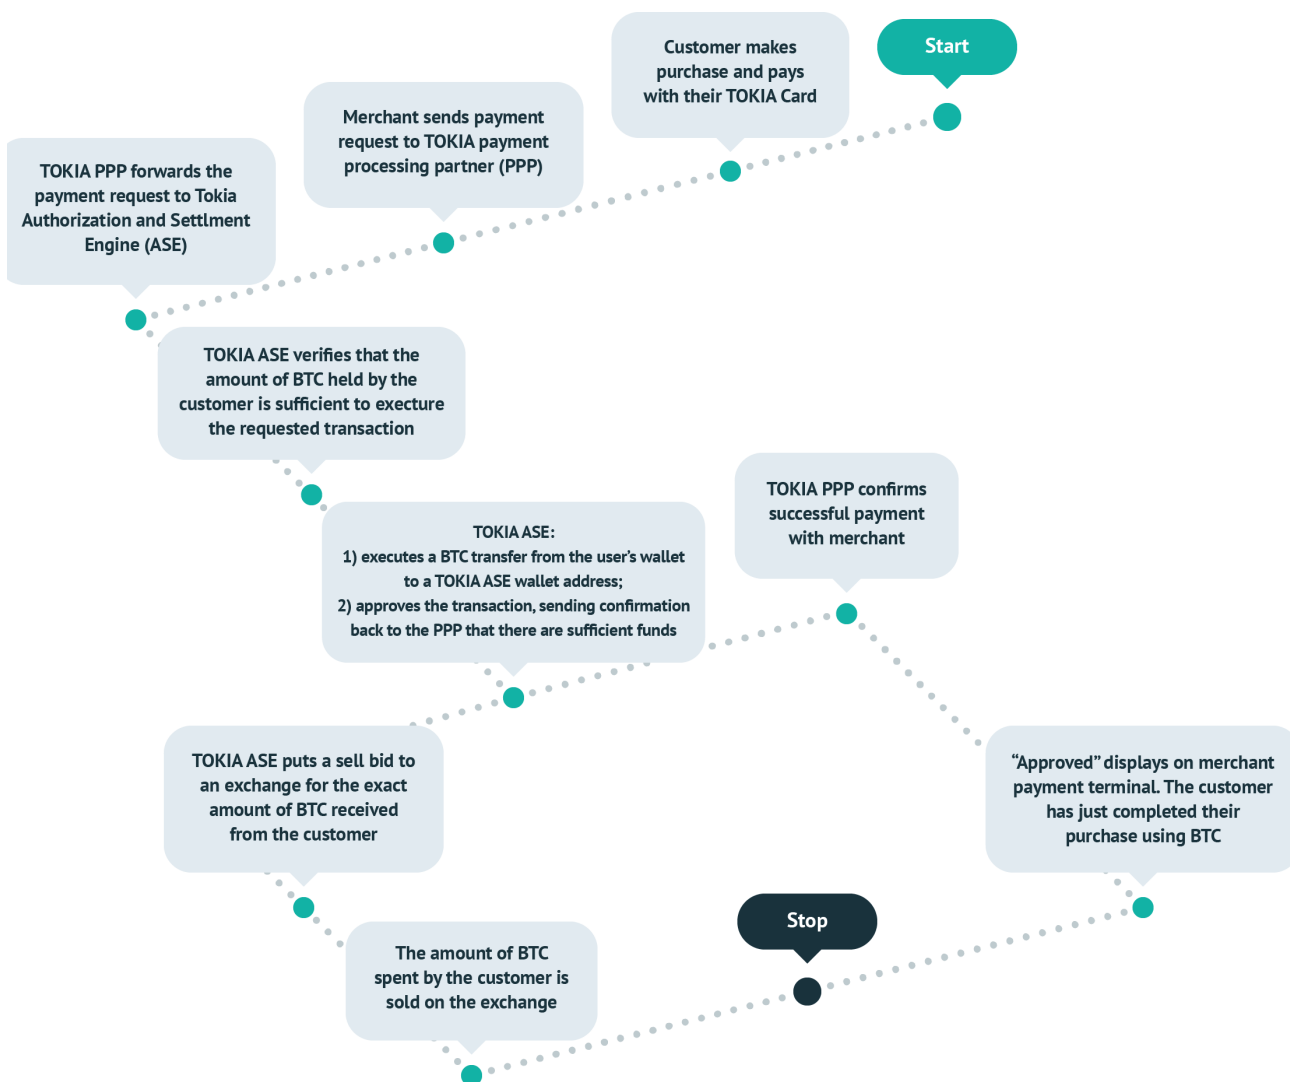 Start
Customer makes
purchase and pays
with their TOKIA Card
Merchant sends payment
request to TOKIA payment
processing partner (PPP)
TOKIA PPP forwards the
payment request to Tokia
Authorization and Settlment
Engine (ASE)
TOKIA ASE verifies that the
amount of BTC held by the
customer is sufficient to execture
the requested transaction
TOKIA ASE:
1) executes a BTC transfer from the user’s wallet
to a TOKIA ASE wallet address;
2) approves the transaction, sending confirmation
back to the PPP that there are sufficient funds
TOKIA PPP confirms
successful payment
with merchant
“Approved” displays on merchant
payment terminal. The customer
has just completed their
purchase using BTC
TOKIA ASE puts a sell bid to
an exchange for the exact
amount of BTC received
from the customer
The amount of BTC
spent by the customer is
sold on the exchange
Stop